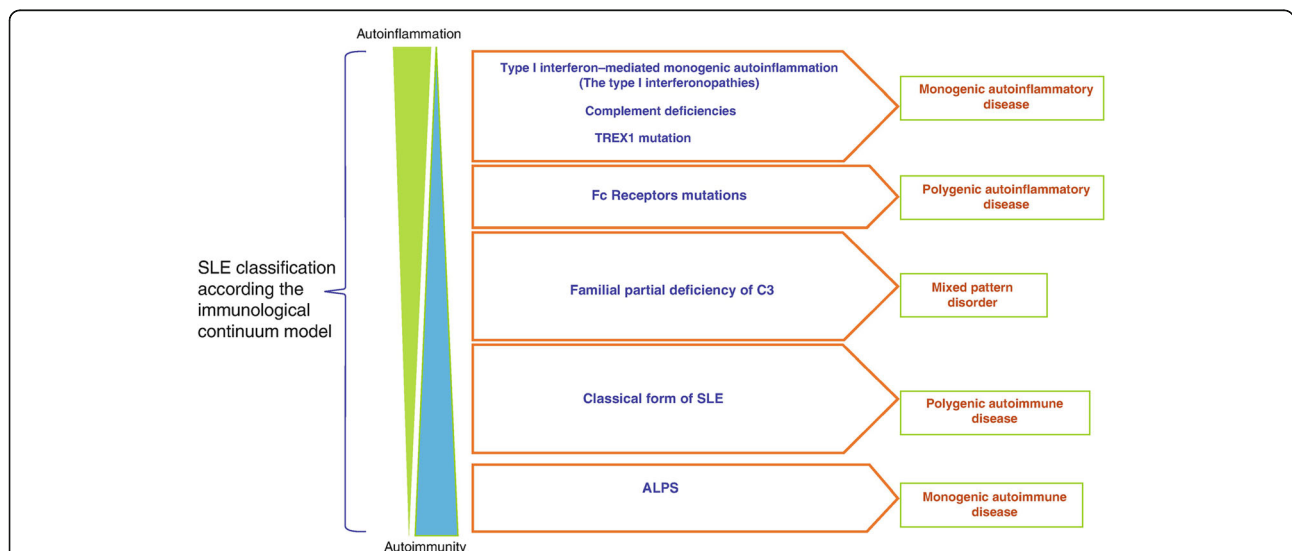 Autoinflammation
Type I interferon–mediated monogenic autoinflammation
(The type I interferonopathies)
Complement deficiencies
TREX1 mutation
Monogenic autoinflammatory
disease
Fc Receptors mutations
Polygenic autoinflammatory
disease
SLE classification
according the
immunological
continuum model
Familial partial deficiency of C3
Mixed pattern
disorder
Classical form of SLE
Polygenic autoimmune
disease
ALPS
Monogenic autoimmune
disease
Autoimmunity